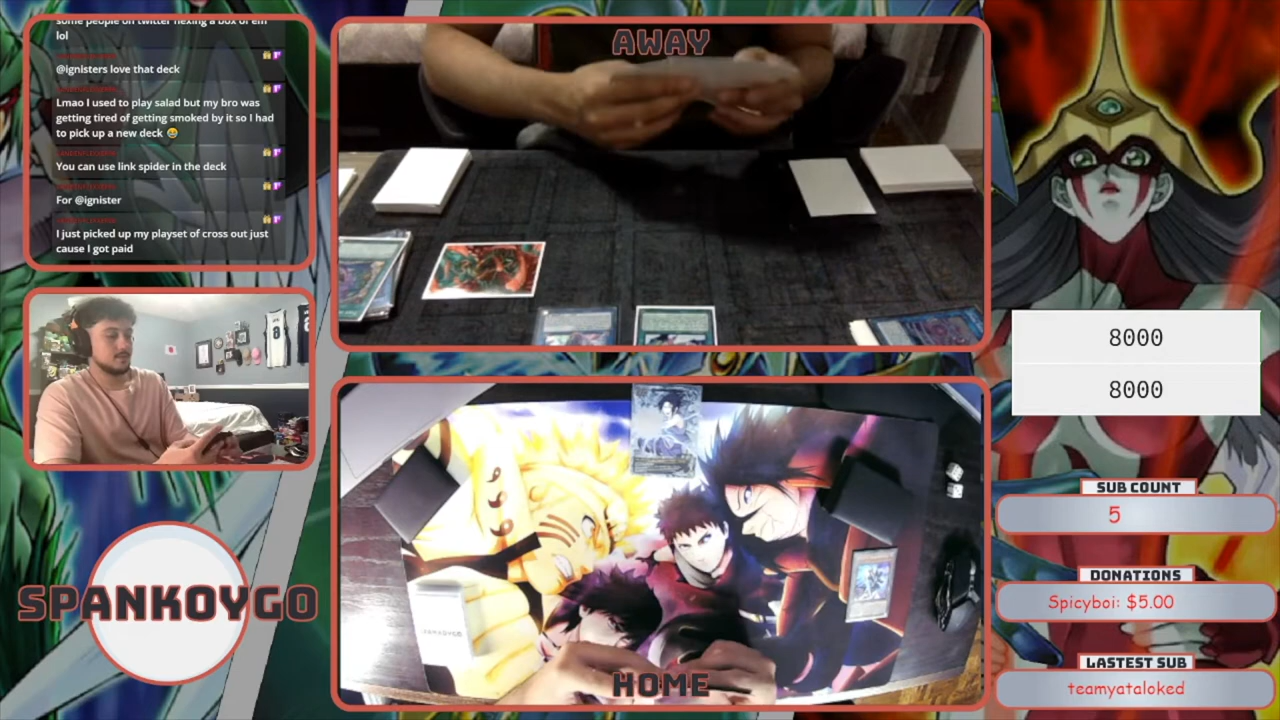 some people on twitter flexing a box of em
lol
@ignisters love that deck
Lmao I used to play salad but my bro was
getting tired of getting smoked by it so I had
to pick up a new deck 😂
You can use link spider in the deck
For @ignister
I just picked up my playset of cross out just
cause I got paid
AWAY
8000
8000
SUB COUNT
5
DONATIONS
Spicyboi: $5.00
LASTEST SUB
teamyataloked
SPANKOYGO
SPANKOYGO
HOME